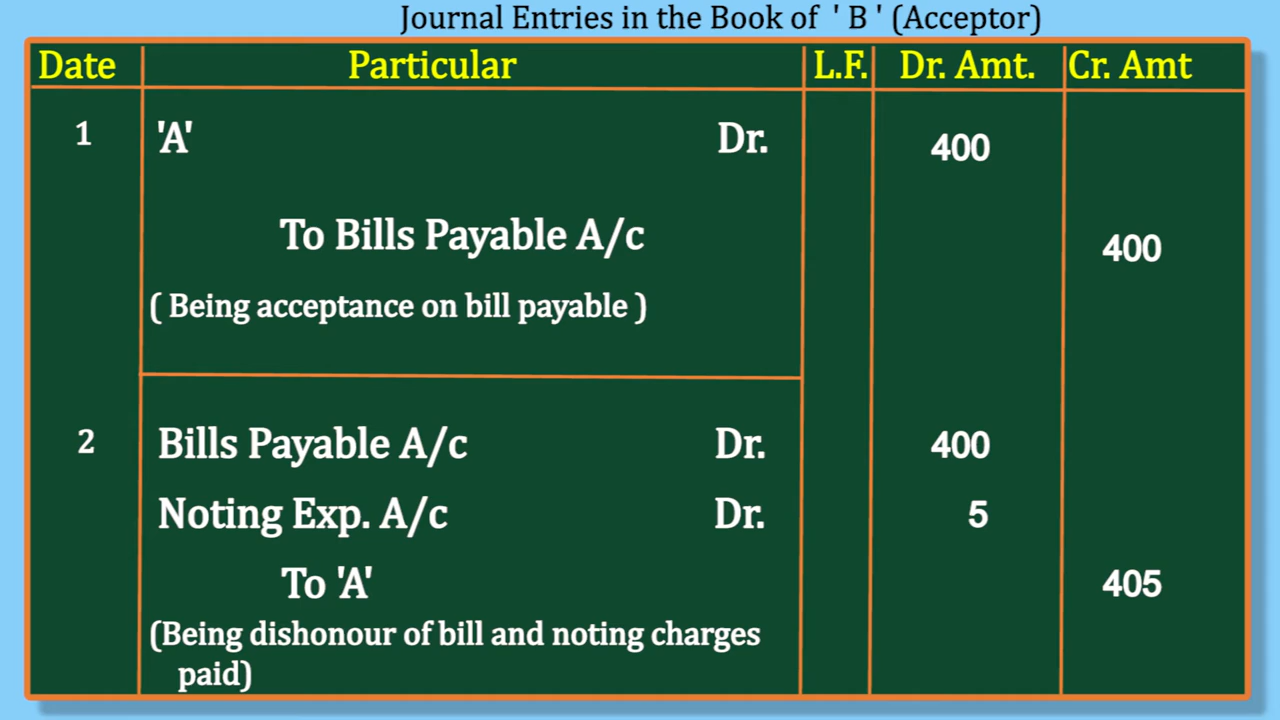 Journal Entries in the Book of ' B ' (Acceptor)
Date Particular L.F. Dr. Amt. Cr. Amt
1 'A' Dr. 400
To Bills Payable A/c 400
( Being acceptance on bill payable )
2 Bills Payable A/c Dr. 400
Noting Exp. A/c Dr. 5
To 'A' 405
(Being dishonour of bill and noting charges
paid)